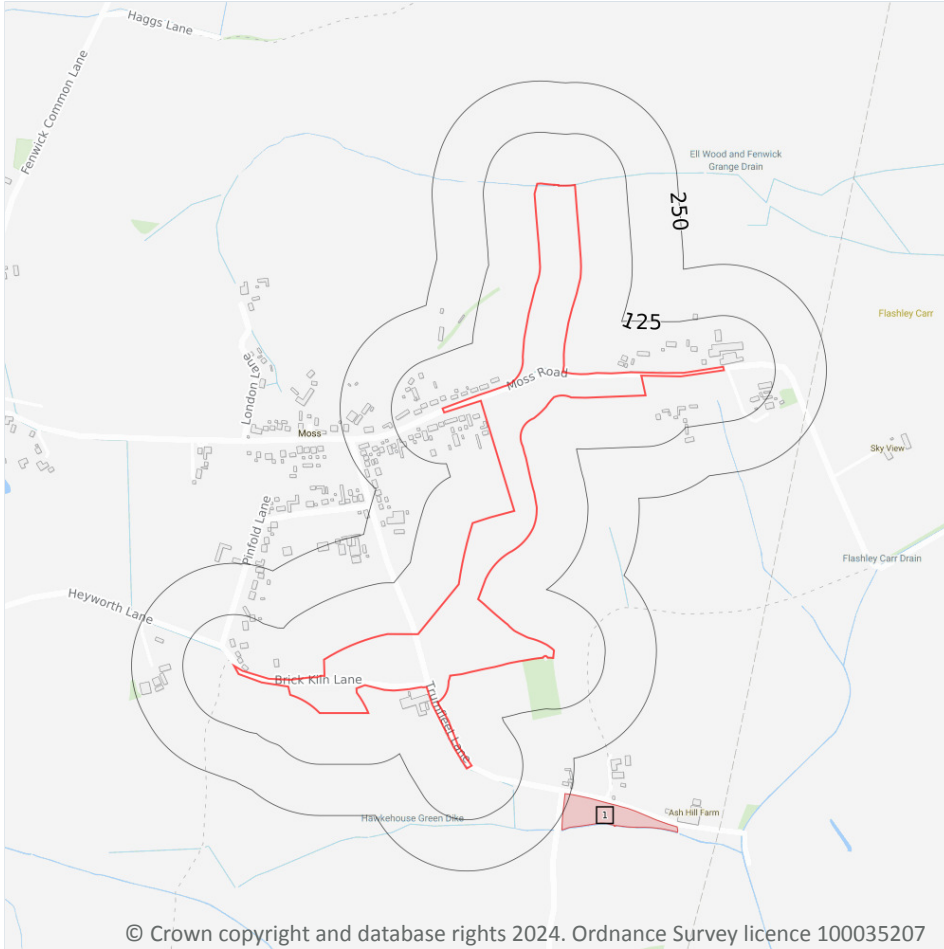 Haggs Lane
Fenwick Common Lane
Ell Wood and Fenwick
Grange Drain
250
125
Flashley Carr
London Lane
Moss Road
Moss
Sky View
Pinfold Lane
Flashley Carr Drain
Heyworth Lane
Brick Kiln Lane
Trumfleet Lane
Hawkehouse Green Dike
1
Ash Hill Farm
© Crown copyright and database rights 2024. Ordnance Survey licence 100035207